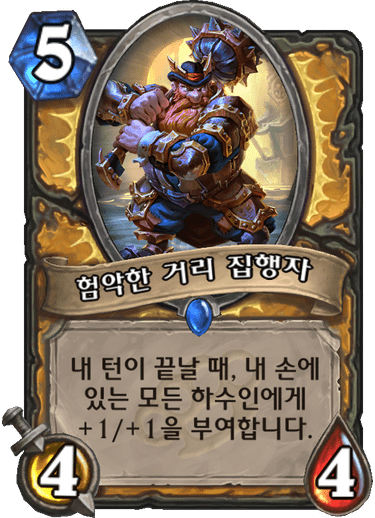 5
험악한 거리 집행자
내 턴이 끝날 때, 내 손에
있는 모든 하수인에게
+1/+1을 부여합니다.
4
4